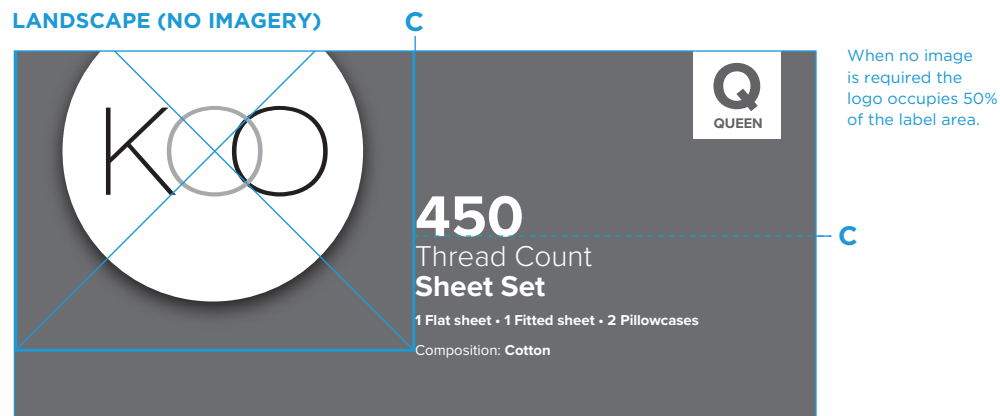 LANDSCAPE (NO IMAGERY)
C
KOO
Q
QUEEN
When no image
is required the
logo occupies 50%
of the label area.
450
C
Thread Count
Sheet Set
1 Flat sheet • 1 Fitted sheet • 2 Pillowcases
Composition: Cotton